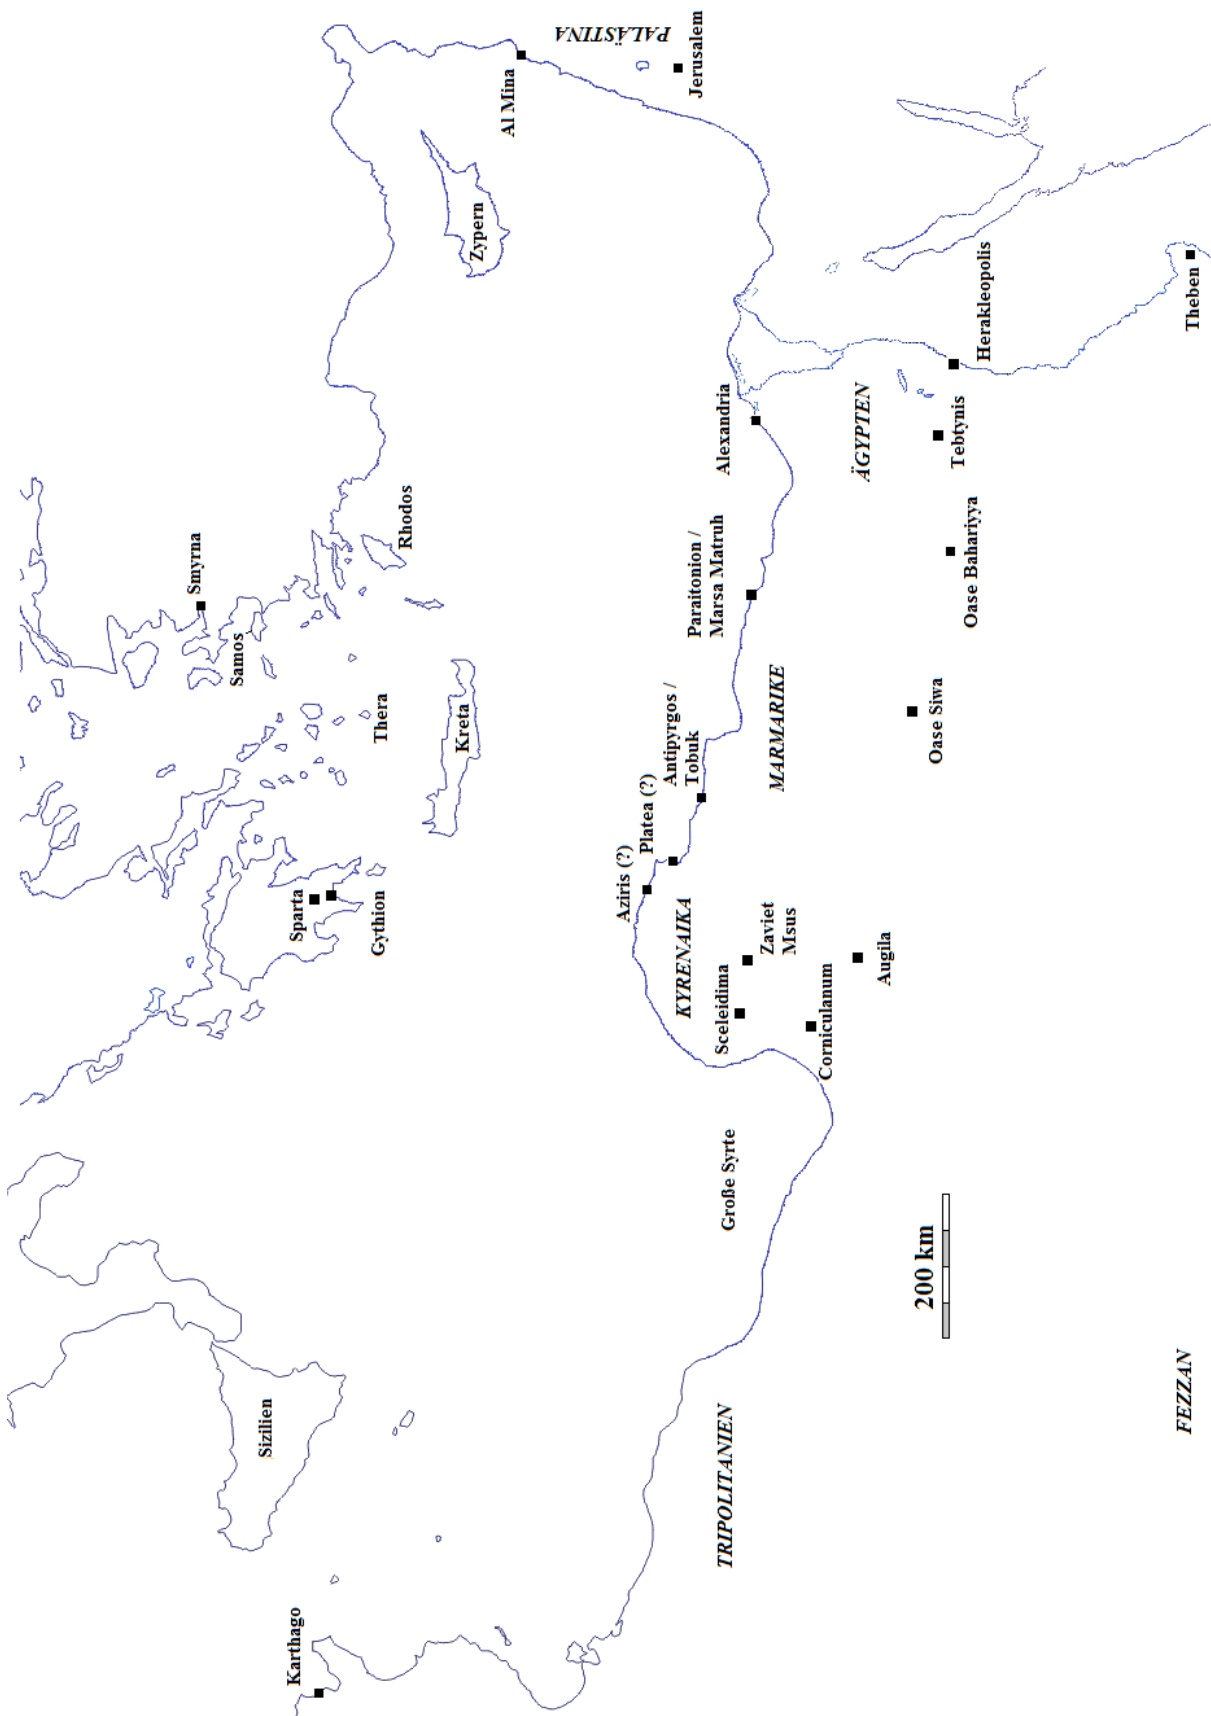 Karthago
Sizilien
TRIPOLITANIEN
FEZZAN
200 km
Große Syrte
Sparta
Gythion
Aziris (?)
Platea (?)
Antipyrgos /
Tobuk
KYRENAIKA
Sceleidima
Zaviet
Msus
Corniculanum
Augila
MARMARIKE
Smyrna
Samos
Thera
Kreta
Rhodos
Paraitonion /
Marsa Matruh
Oase Siwa
Oase Bahariyya
Alexandria
ÄGYPTEN
Tebtynis
Herakleopolis
Theben
Zypern
Al Mina
PALÄSTINA
Jerusalem